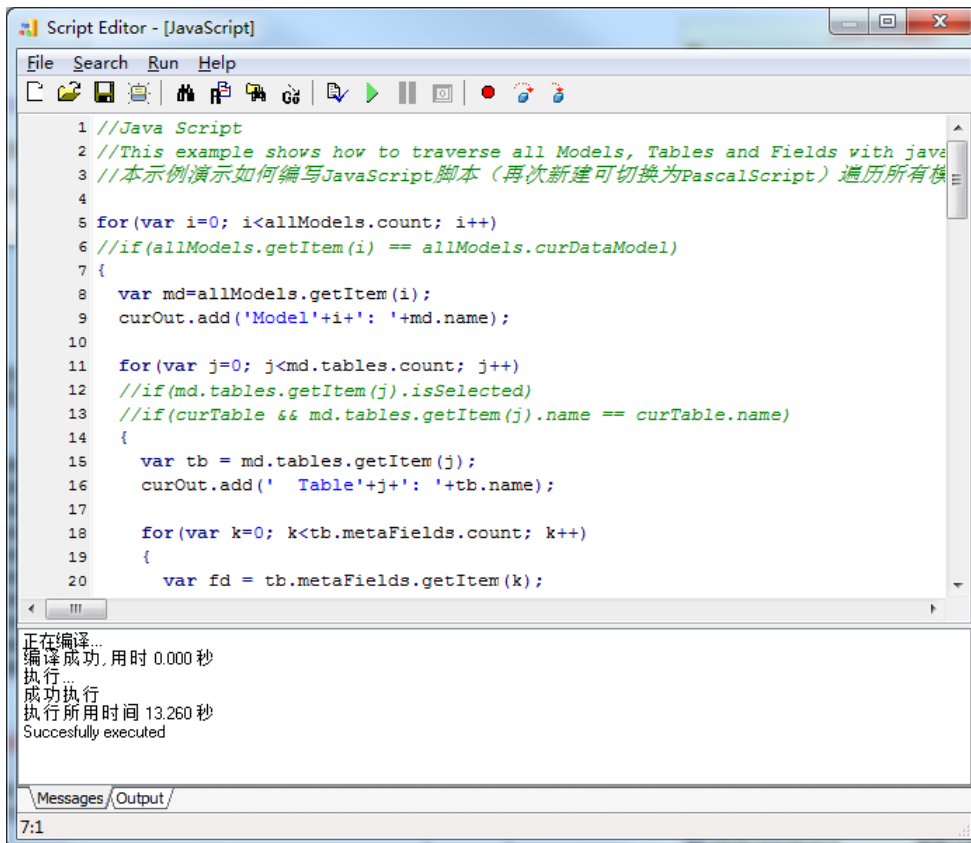 Script Editor - [JavaScript]
File Search Run Help
1 //Java Script
2 //This example shows how to traverse all Models, Tables and Fields with java
3 //本示例演示如何编写JavaScript脚本（再次新建可切换为PascalScript）遍历所有模
4
5 for(var i=0; i<allModels.count; i++)
6 //if(allModels.getItem(i) == allModels.curDataModel)
7 {
8   var md=allModels.getItem(i);
9   curOut.add('Model'+i+': '+md.name);
10
11   for(var j=0; j<md.tables.count; j++)
12   //if(md.tables.getItem(j).isSelected)
13   //if(curTable && md.tables.getItem(j).name == curTable.name)
14   {
15     var tb = md.tables.getItem(j);
16     curOut.add('  Table'+j+': '+tb.name);
17
18     for(var k=0; k<tb.metaFields.count; k++)
19     {
20       var fd = tb.metaFields.getItem(k);
正在编译...
编译成功,用时 0.000 秒
执行...
成功执行
执行所用时间 13.260 秒
Succesfully executed
Messages Output
7:1